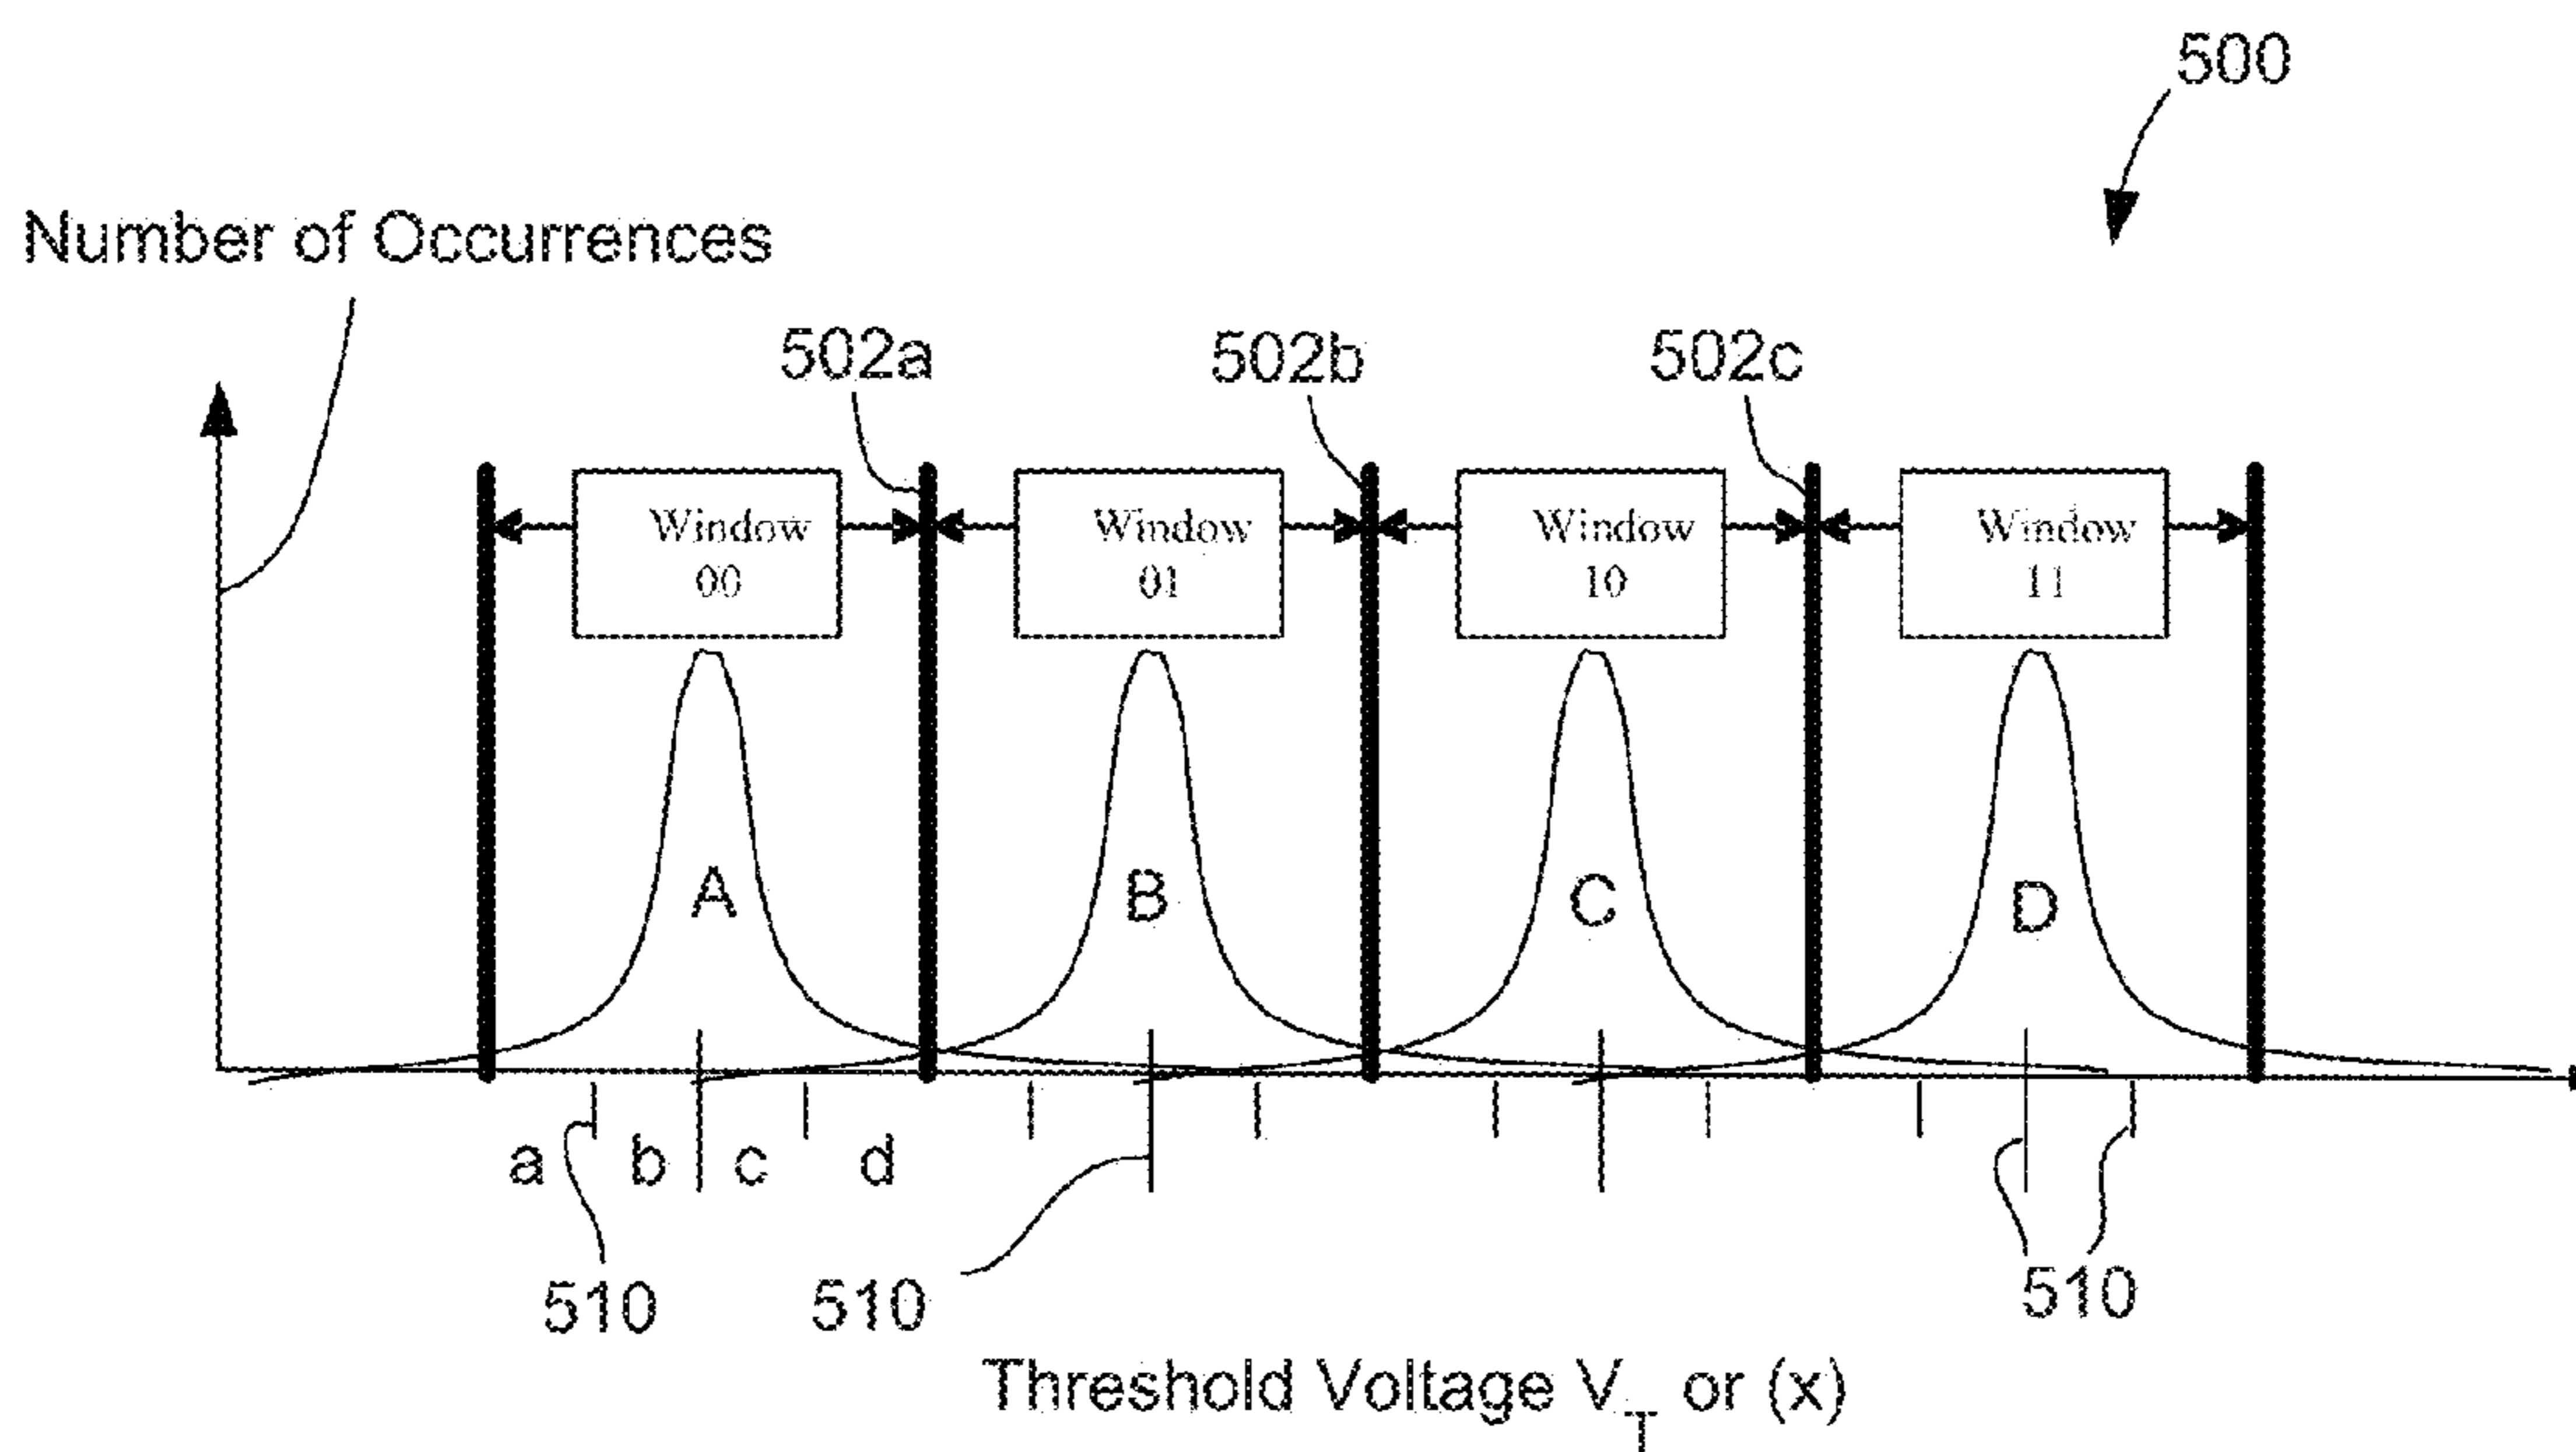 500
Number of Occurrences
502a
502b
502c
Window
00
Window
01
Window
10
Window
11
A
B
C
D
a
b
c
d
510
510
510
Threshold Voltage V_T or (x)